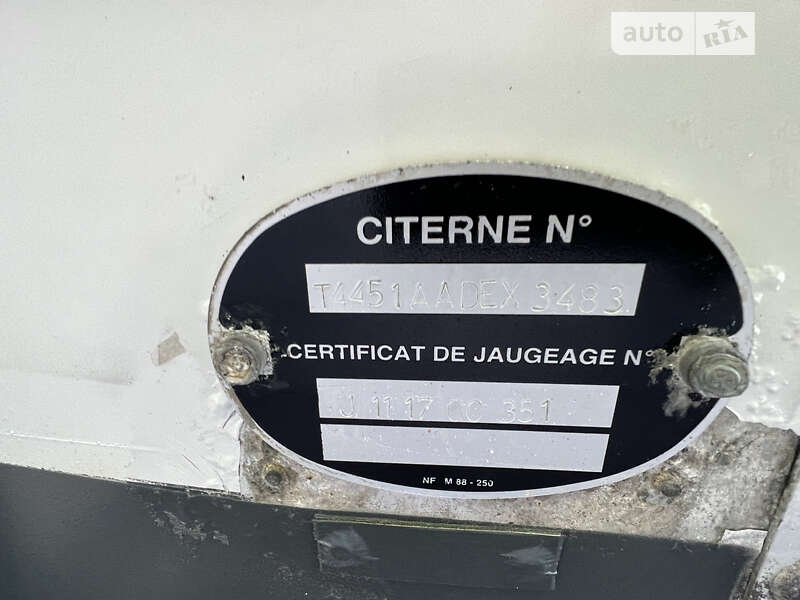 auto RIA
CITERNE N°
T4451AADEX 3483
CERTIFICAT DE JAUGEAGE N°
J 11 17 CC 351
NF M 88 - 250